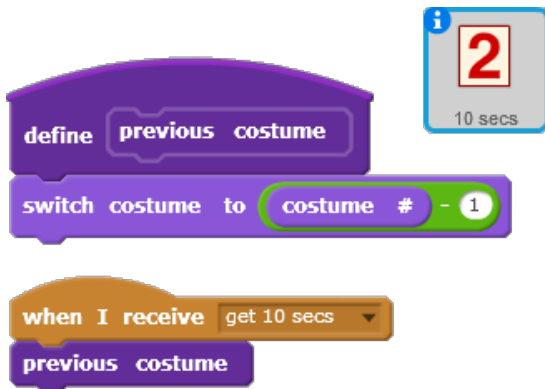 i
2
10 secs
define previous costume
switch costume to costume # - 1
when I receive get 10 secs
previous costume